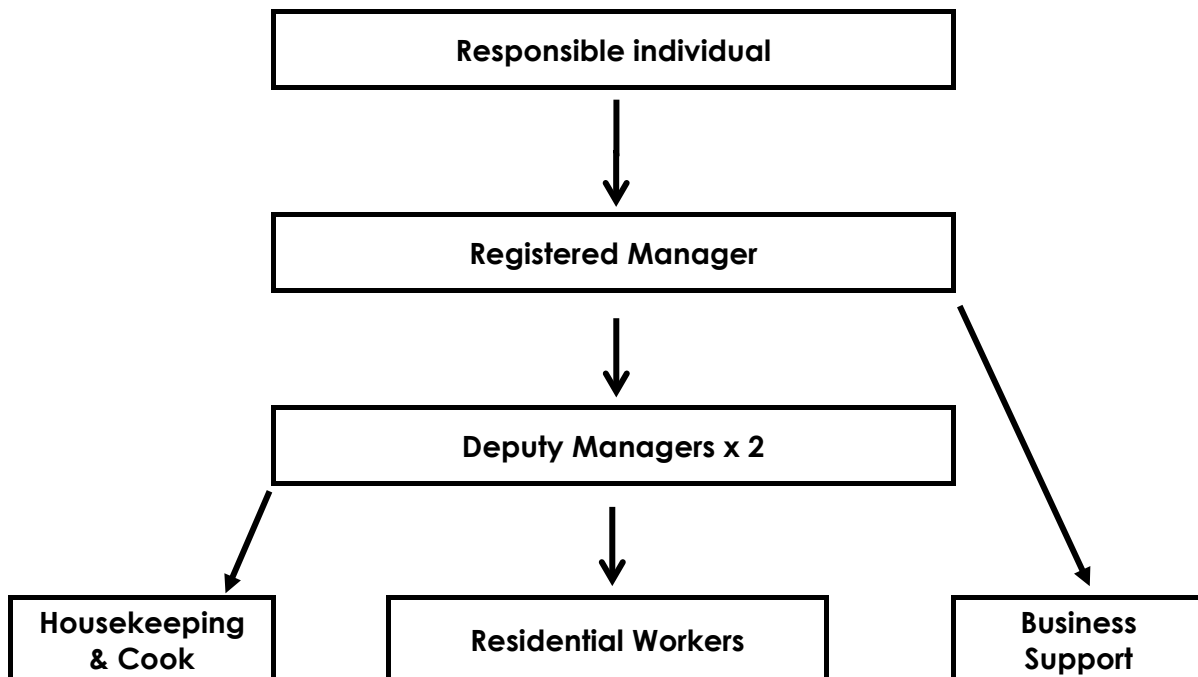 Responsible individual
Registered Manager
Deputy Managers x 2
Housekeeping
& Cook
Residential Workers
Business
Support